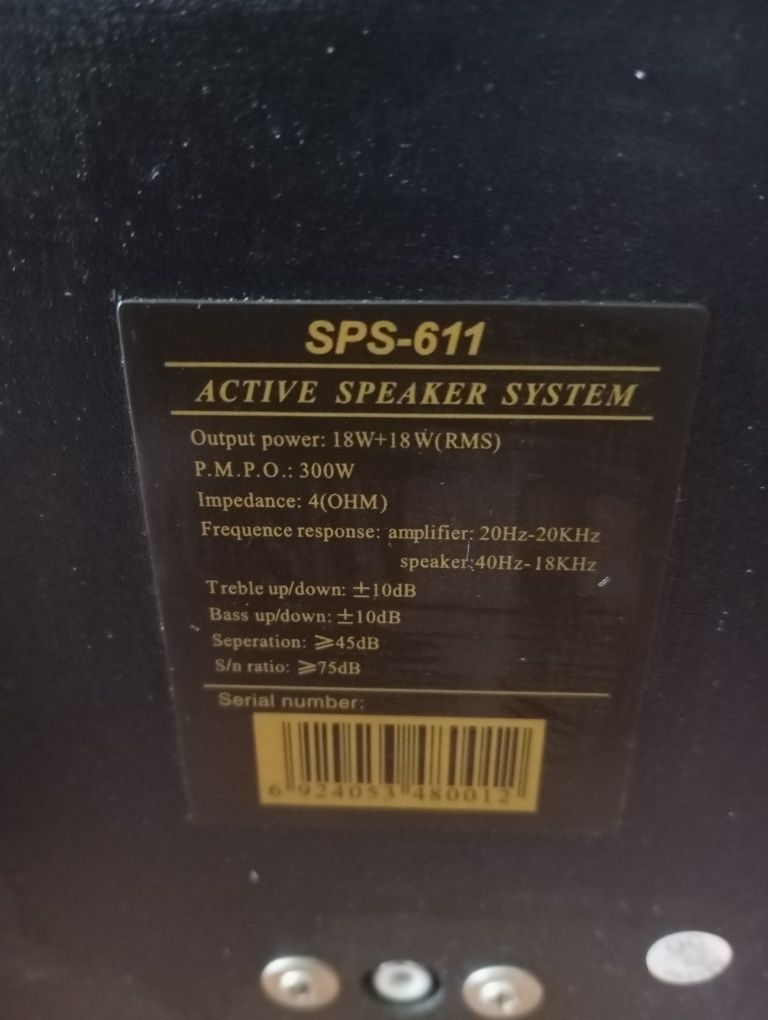 SPS-611
ACTIVE SPEAKER SYSTEM
Output power: 18W+18W(RMS)
P.M.P.O.: 300W
Impedance: 4(OHM)
Frequence response: amplifier: 20Hz-20KHz
speaker:40Hz-18KHz
Treble up/down: ±10dB
Bass up/down: ±10dB
Seperation: ⩾45dB
S/n ratio: ⩾75dB
Serial number:
6 924053 480012